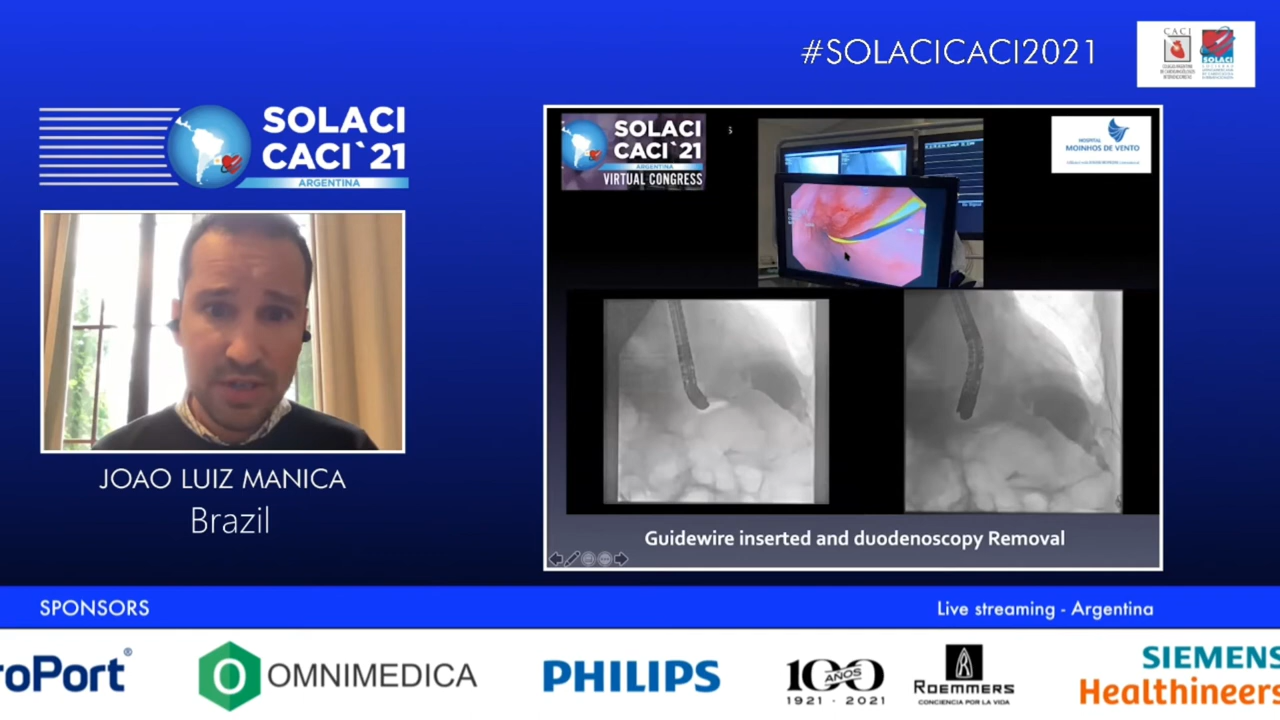 #SOLACICACI2021
CACI
SOLACI
SOLACI
CACI`21
ARGENTINA
SOLACI
CACI`21
ARGENTINA
VIRTUAL CONGRESS
HOSPITAL
MOINHOS DE VENTO
Guidewire inserted and duodenoscopy Removal
JOAO LUIZ MANICA
Brazil
SPONSORS
Live streaming - Argentina
roPort®
OMNIMEDICA
PHILIPS
100
AÑOS
1921 · 2021
ROEMMERS
CONCIENCIA POR LA VIDA
SIEMENS
Healthineers